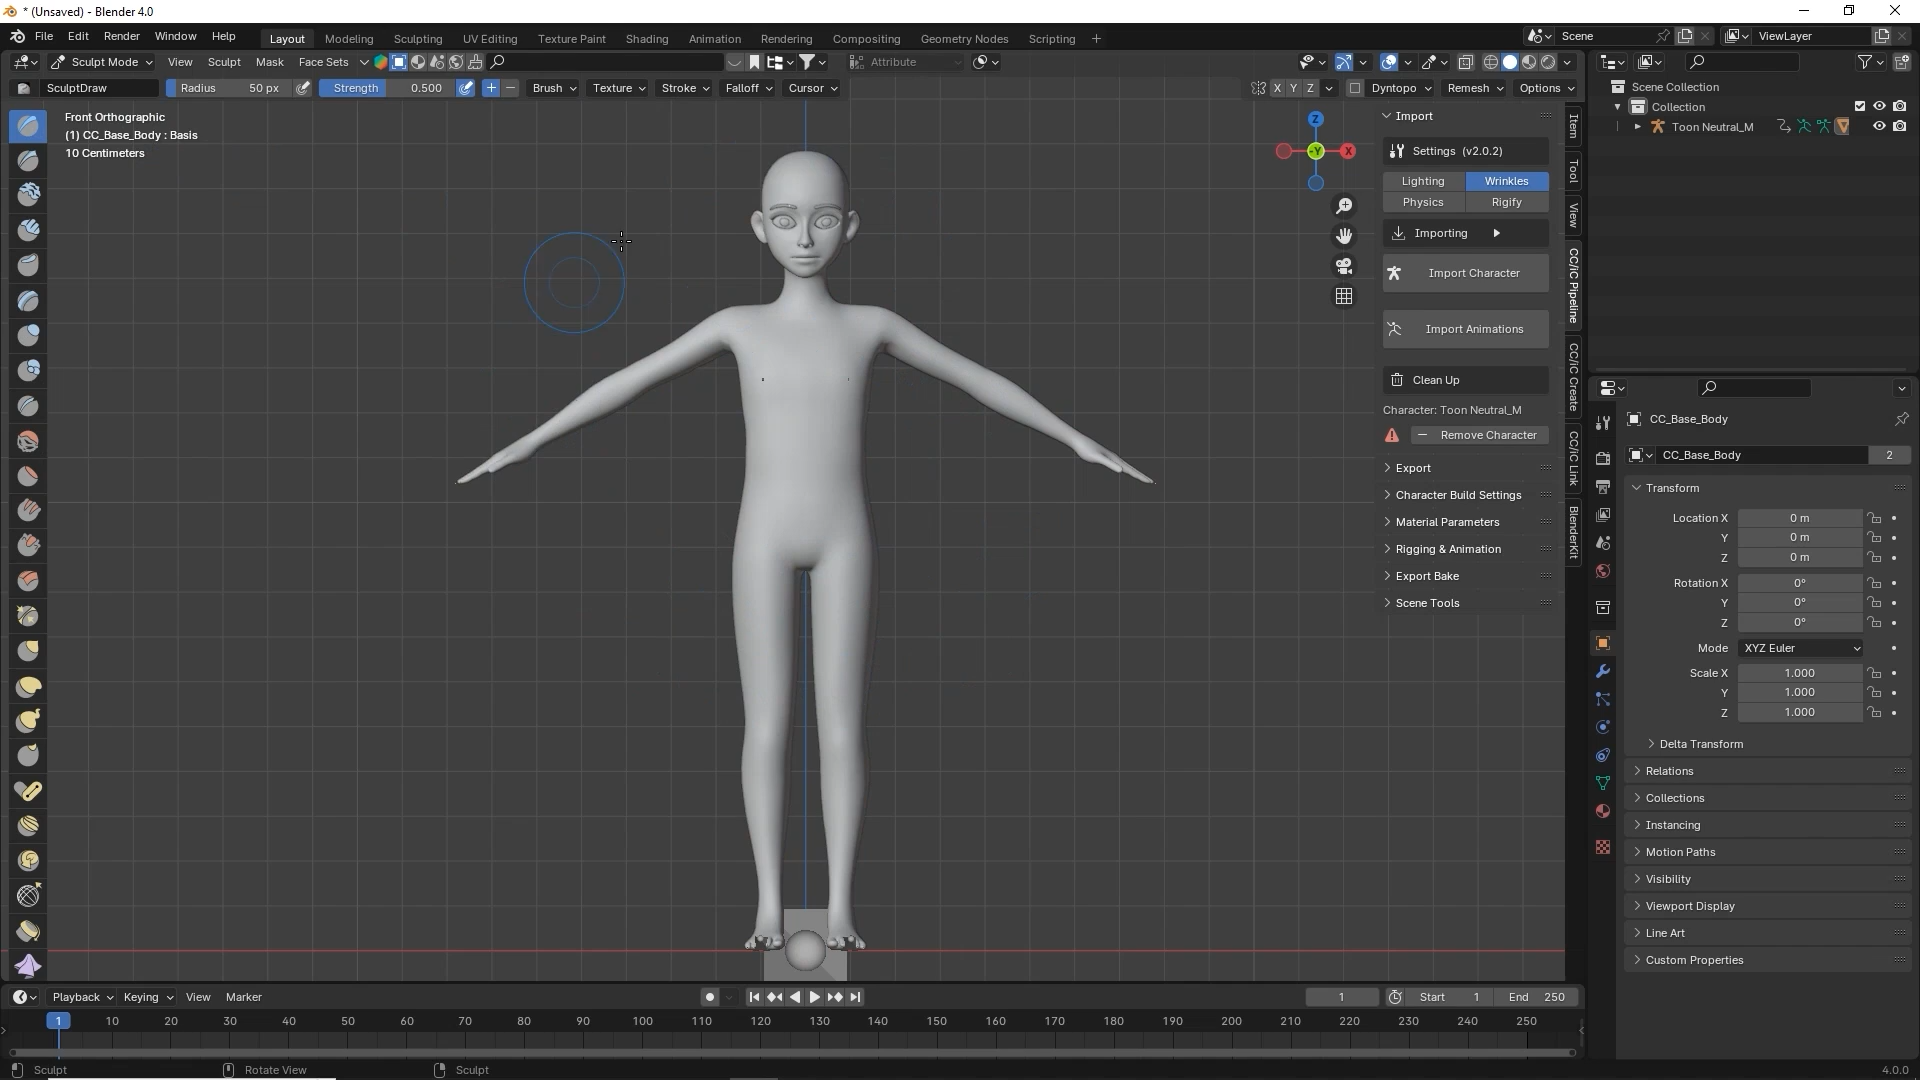 * (Unsaved) - Blender 4.0
File Edit Render Window Help
Layout Modeling Sculpting UV Editing Texture Paint Shading Animation Rendering Compositing Geometry Nodes Scripting +
Scene
ViewLayer
Sculpt Mode View Sculpt Mask Face Sets
Attribute
SculptDraw
Radius 50 px
Strength 0.500
Brush Texture Stroke Falloff Cursor
X Y Z
Dyntopo Remesh Options
Front Orthographic
(1) CC_Base_Body : Basis
10 Centimeters
Z
-Y
X
Import
Settings (v2.0.2)
Lighting Wrinkles
Physics Rigify
Importing
Import Character
Import Animations
Clean Up
Character: Toon Neutral_M
Remove Character
Export
Character Build Settings
Material Parameters
Rigging & Animation
Export Bake
Scene Tools
Item
Tool
View
CC/iC Pipeline
CC/iC Create
CC/iC Link
BlenderKit
Scene Collection
Collection
Toon Neutral_M
CC_Base_Body
CC_Base_Body 2
Transform
Location X 0 m
Y 0 m
Z 0 m
Rotation X 0°
Y 0°
Z 0°
Mode XYZ Euler
Scale X 1.000
Y 1.000
Z 1.000
Delta Transform
Relations
Collections
Instancing
Motion Paths
Visibility
Viewport Display
Line Art
Custom Properties
Playback Keying View Marker
1
Start 1
End 250
1 10 20 30 40 50 60 70 80 90 100 110 120 130 140 150 160 170 180 190 200 210 220 230 240 250
Sculpt
Rotate View
Sculpt
4.0.0